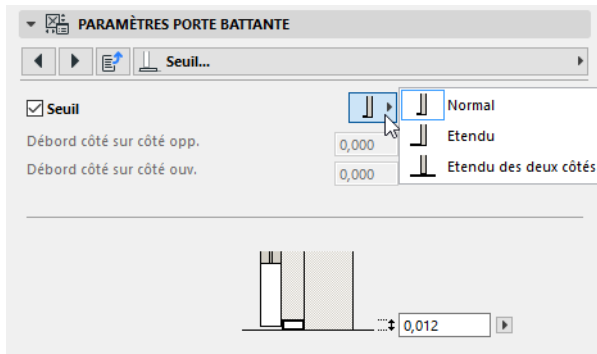 PARAMÈTRES PORTE BATTANTE
Seuil...
Seuil
Normal
Etendu
Etendu des deux côtés
Débord côté sur côté opp.
0,000
Débord côté sur côté ouv.
0,000
0,012